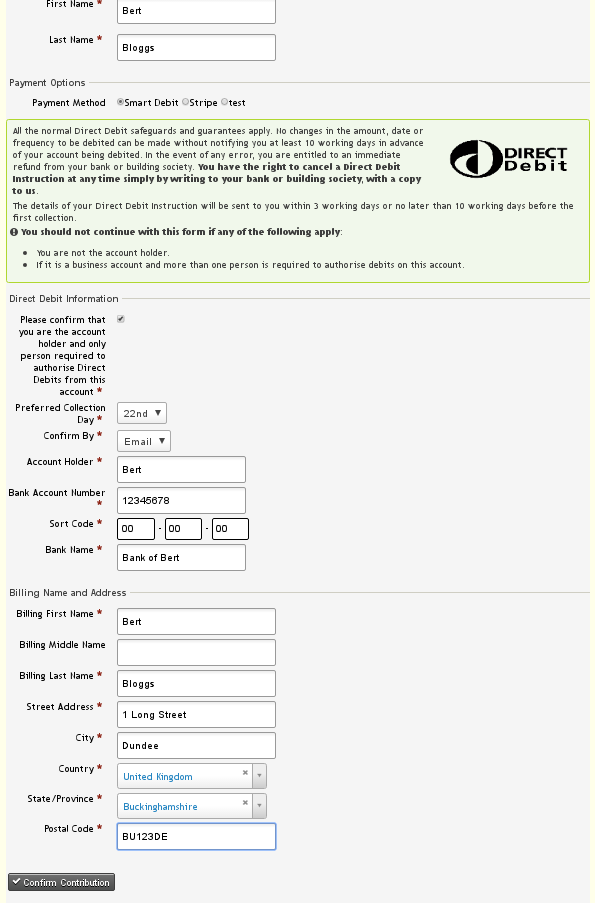 First Name *
Bert
Last Name *
Bloggs
Payment Options
Payment Method
Smart Debit Stripe test
All the normal Direct Debit safeguards and guarantees apply. No changes in the amount, date or
frequency to be debited can be made without notifying you at least 10 working days in advance
of your account being debited. In the event of any error, you are entitled to an immediate
refund from your bank or building society. You have the right to cancel a Direct Debit
Instruction at any time simply by writing to your bank or building society, with a copy
to us.
DIRECT
Debit
The details of your Direct Debit Instruction will be sent to you within 3 working days or no later than 10 working days before the
first collection.
You should not continue with this form if any of the following apply:
• You are not the account holder.
• If it is a business account and more than one person is required to authorise debits on this account.
Direct Debit Information
Please confirm that
you are the account
holder and only
person required to
authorise Direct
Debits from this
account *
Preferred Collection
Day *
22nd
Confirm By *
Email
Account Holder *
Bert
Bank Account Number
*
12345678
Sort Code *
00 - 00 - 00
Bank Name *
Bank of Bert
Billing Name and Address
Billing First Name *
Bert
Billing Middle Name
Billing Last Name *
Bloggs
Street Address *
1 Long Street
City *
Dundee
Country *
United Kingdom
State/Province *
Buckinghamshire
Postal Code *
BU123DE
Confirm Contribution